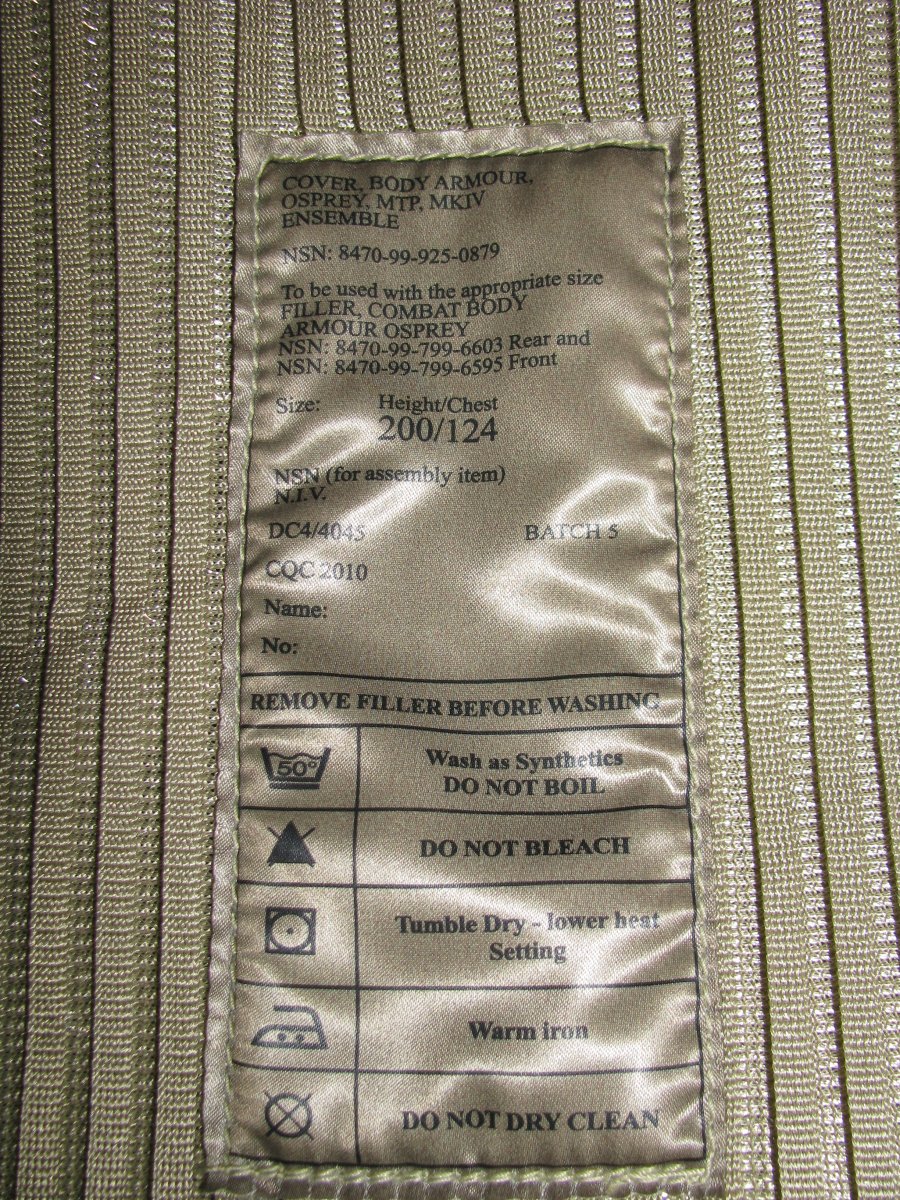 COVER, BODY ARMOUR,
OSPREY, MTP, MKIV
ENSEMBLE
NSN: 8470-99-925-0879
To be used with the appropriate size
FILLER, COMBAT BODY
ARMOUR OSPREY
NSN: 8470-99-799-6603 Rear and
NSN: 8470-99-799-6595 Front
Size: Height/Chest
200/124
NSN (for assembly item)
N.I.V.
DC4/4045 BATCH 5
CQC 2010
Name:
No:
REMOVE FILLER BEFORE WASHING
50° Wash as Synthetics
DO NOT BOIL
DO NOT BLEACH
Tumble Dry - lower heat
Setting
Warm iron
DO NOT DRY CLEAN